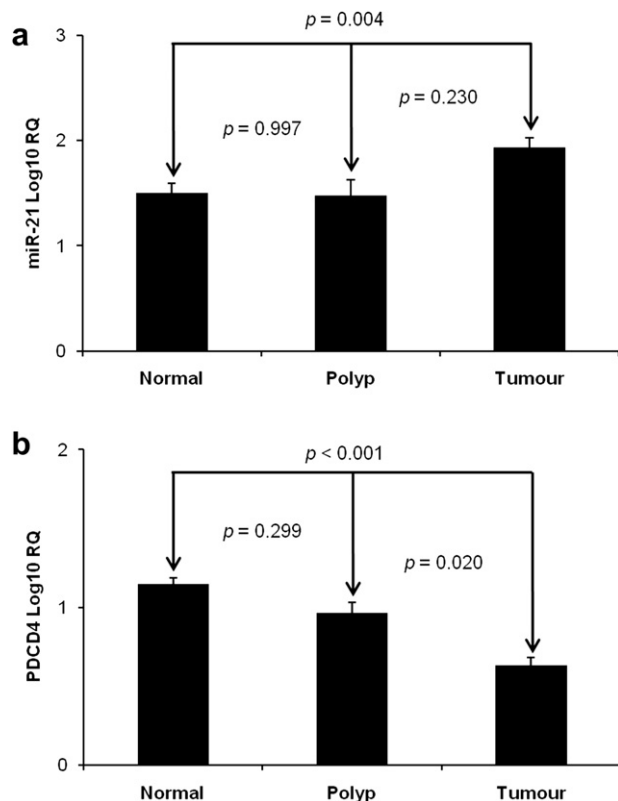 a
p = 0.004
3
p = 0.230
p = 0.997
2
1
0
miR-21 Log10 RQ
Normal Polyp Tumour
b
2
p < 0.001
p = 0.299
p = 0.020
1
0
PDCD4 Log10 RQ
Normal Polyp Tumour